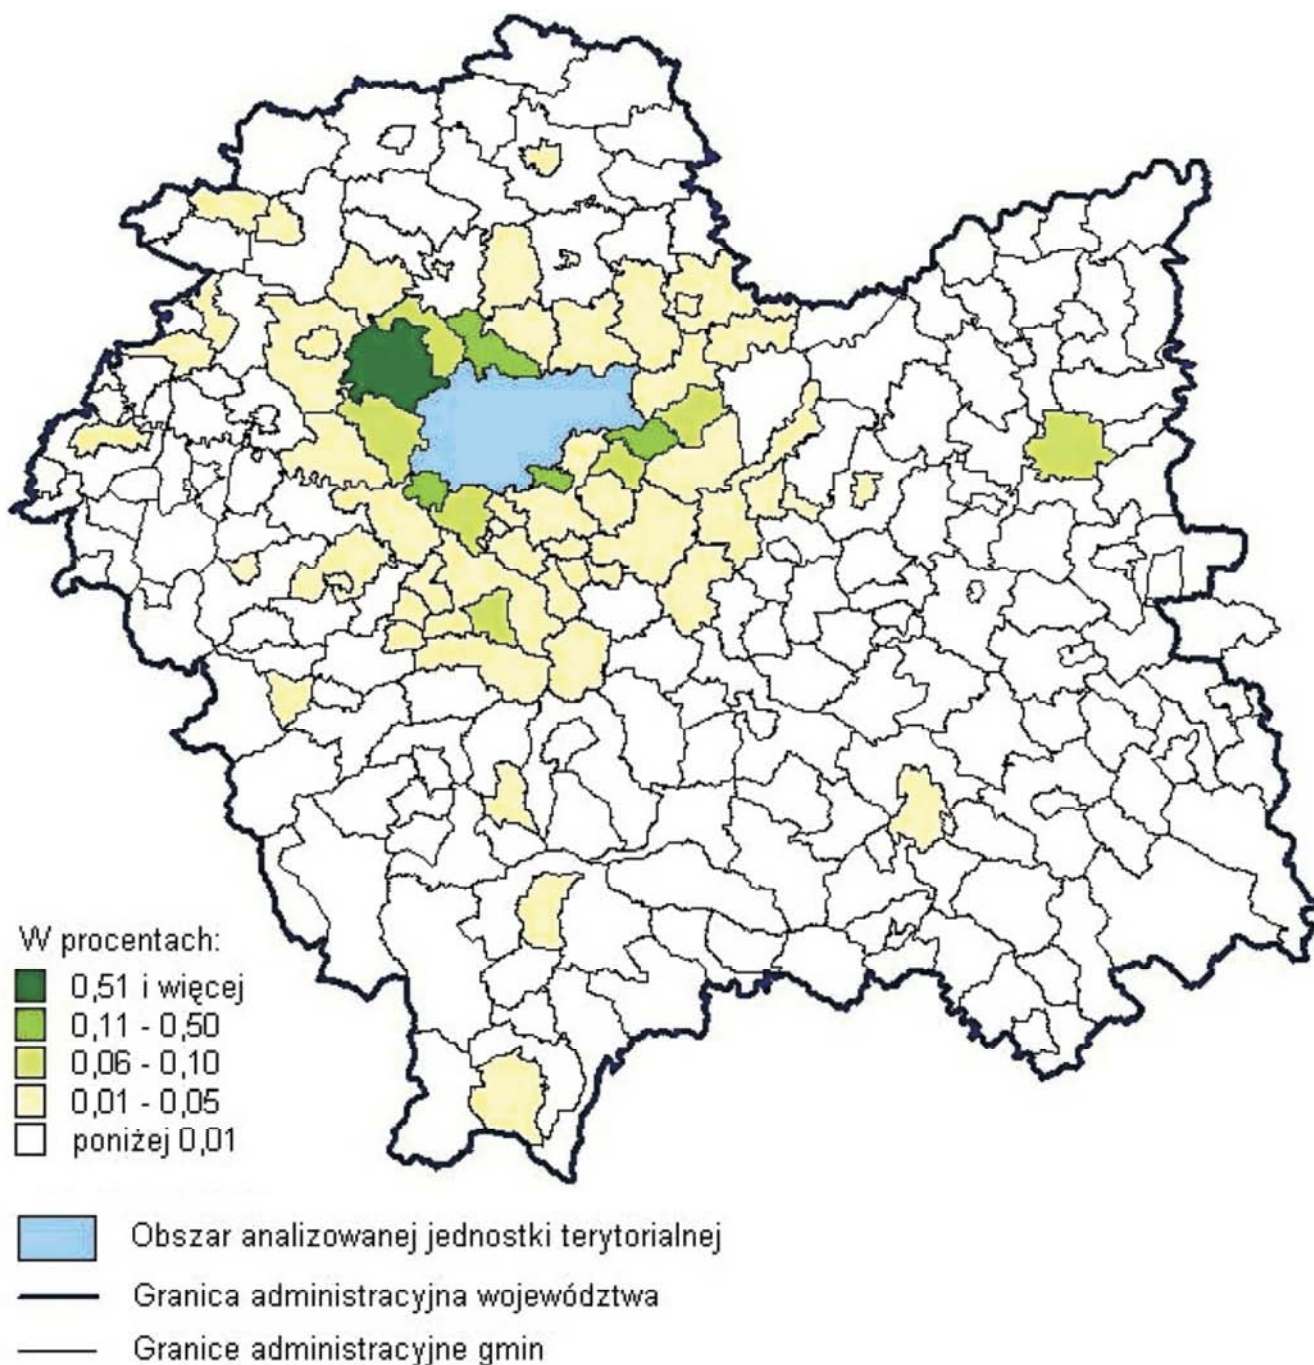 W procentach:
0,51 i więcej
0,11 - 0,50
0,06 - 0,10
0,01 - 0,05
poniżej 0,01
Obszar analizowanej jednostki terytorialnej
Granica administracyjna województwa
Granice administracyjne gmin